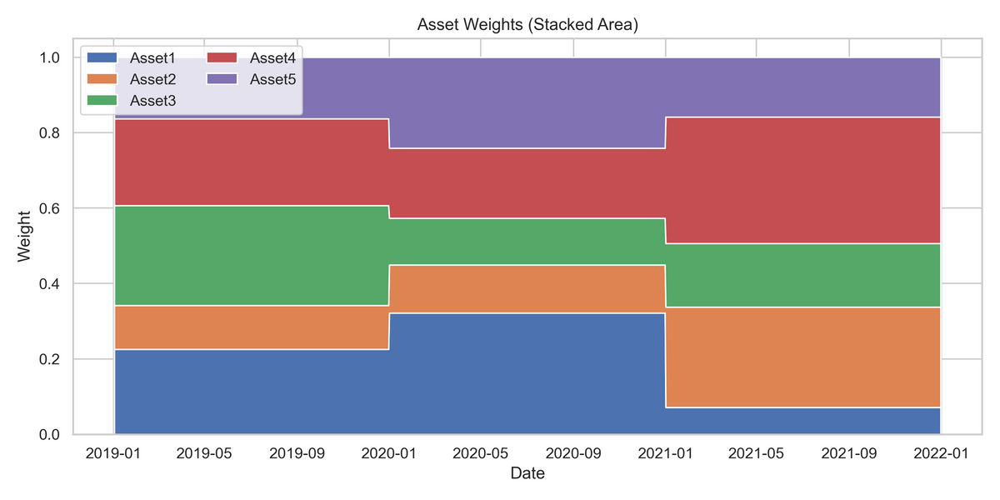 Asset Weights (Stacked Area)
Asset1
Asset2
Asset3
Asset4
Asset5
Weight
1.0
0.8
0.6
0.4
0.2
0.0
2019-01 2019-05 2019-09 2020-01 2020-05 2020-09 2021-01 2021-05 2021-09 2022-01
Date